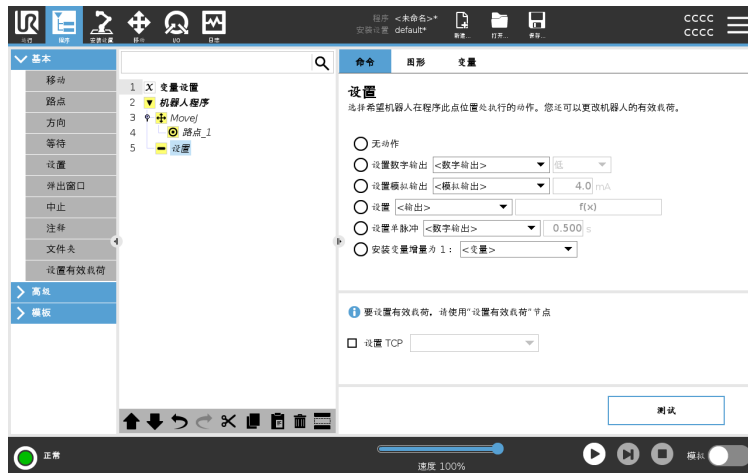 UR
运行
程序
安装设置
移动
I/O
日志
程序 <未命名>*
安装设置 default*
新建...
打开...
保存...
cccc
cccc
基本
移动
路点
方向
等待
设置
弹出窗口
中止
注释
文件夹
设置有效载荷
高级
模板
1 X 变量设置
2 机器人程序
3 MoveJ
4 路点_1
5 设置
命令 图形 变量
设置
选择希望机器人在程序此点位置处执行的动作。您还可以更改机器人的有效载荷。
无动作
设置数字输出 <数字输出> 低
设置模拟输出 <模拟输出> 4.0 mA
设置 <输出> f(x)
设置单脉冲 <数字输出> 0.500 s
安装变量增量为 1： <变量>
要设置有效载荷，请使用“设置有效载荷”节点
设置 TCP
测试
正常
速度 100%
模拟